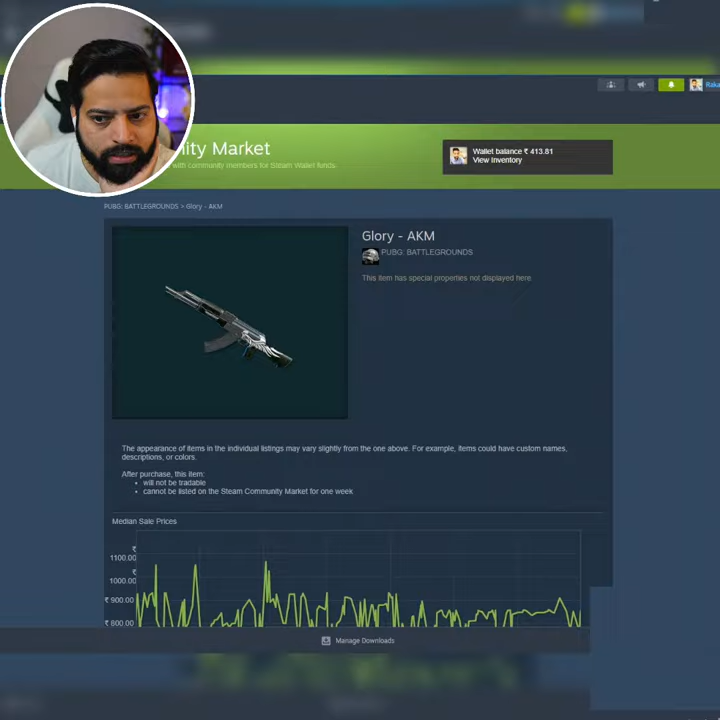 Raka
ity Market
with community members for Steam Wallet funds.
Wallet balance ₹ 413.81
View Inventory
PUBG: BATTLEGROUNDS > Glory - AKM
Glory - AKM
PUBG: BATTLEGROUNDS
This item has special properties not displayed here
The appearance of items in the individual listings may vary slightly from the one above. For example, items could have custom names,
descriptions, or colors.
After purchase, this item:
• will not be tradable
• cannot be listed on the Steam Community Market for one week
Median Sale Prices
₹
1100.00
₹
1000.00
₹ 900.00
₹ 800.00
Manage Downloads